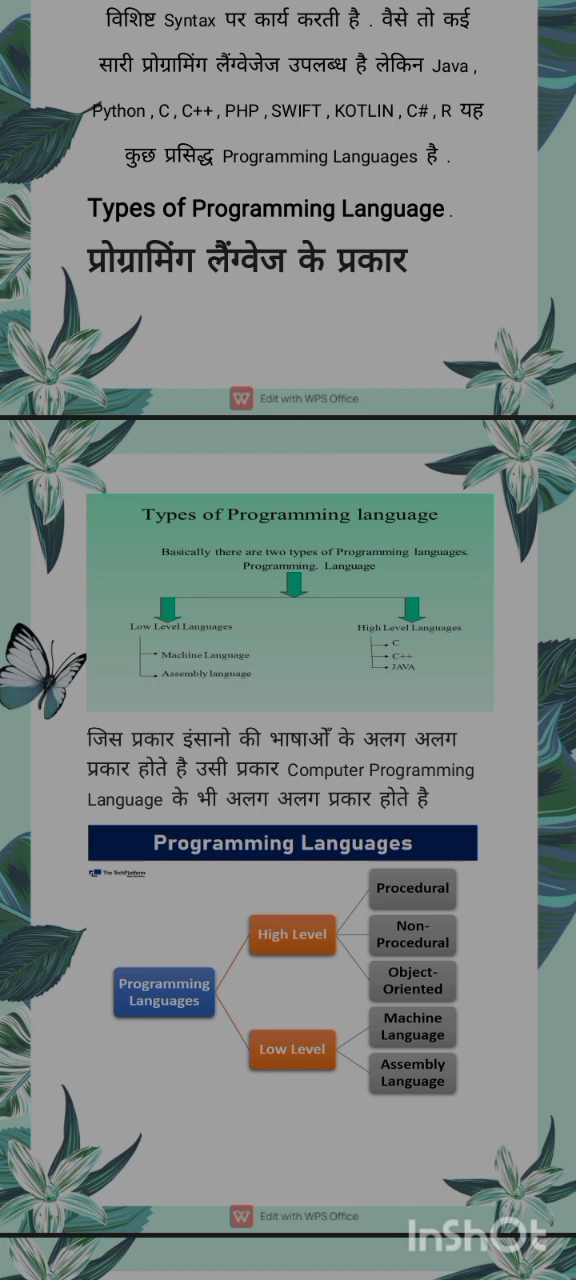 विशिष्ट Syntax पर कार्य करती है . वैसे तो कई
सारी प्रोग्रामिंग लैंग्वेजेज उपलब्ध है लेकिन Java ,
Python , C , C++ , PHP , SWIFT , KOTLIN , C# , R यह
कुछ प्रसिद्ध Programming Languages है .
Types of Programming Language .
प्रोग्रामिंग लैंग्वेज के प्रकार
W Edit with WPS Office
Types of Programming language
Basically there are two types of Programming languages.
Programming. Language
Low Level Languages
Machine Language
Assembly language
High Level Languages
C
C++
JAVA
जिस प्रकार इंसानो की भाषाओँ के अलग अलग
प्रकार होते है उसी प्रकार Computer Programming
Language के भी अलग अलग प्रकार होते है
Programming Languages
The TechPlatform
Programming
Languages
High Level
Procedural
Non-
Procedural
Object-
Oriented
Low Level
Machine
Language
Assembly
Language
W Edit with WPS Office
InShOt